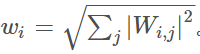 $w_i = \sqrt{\sum_j |W_{i,j}|^2}$。